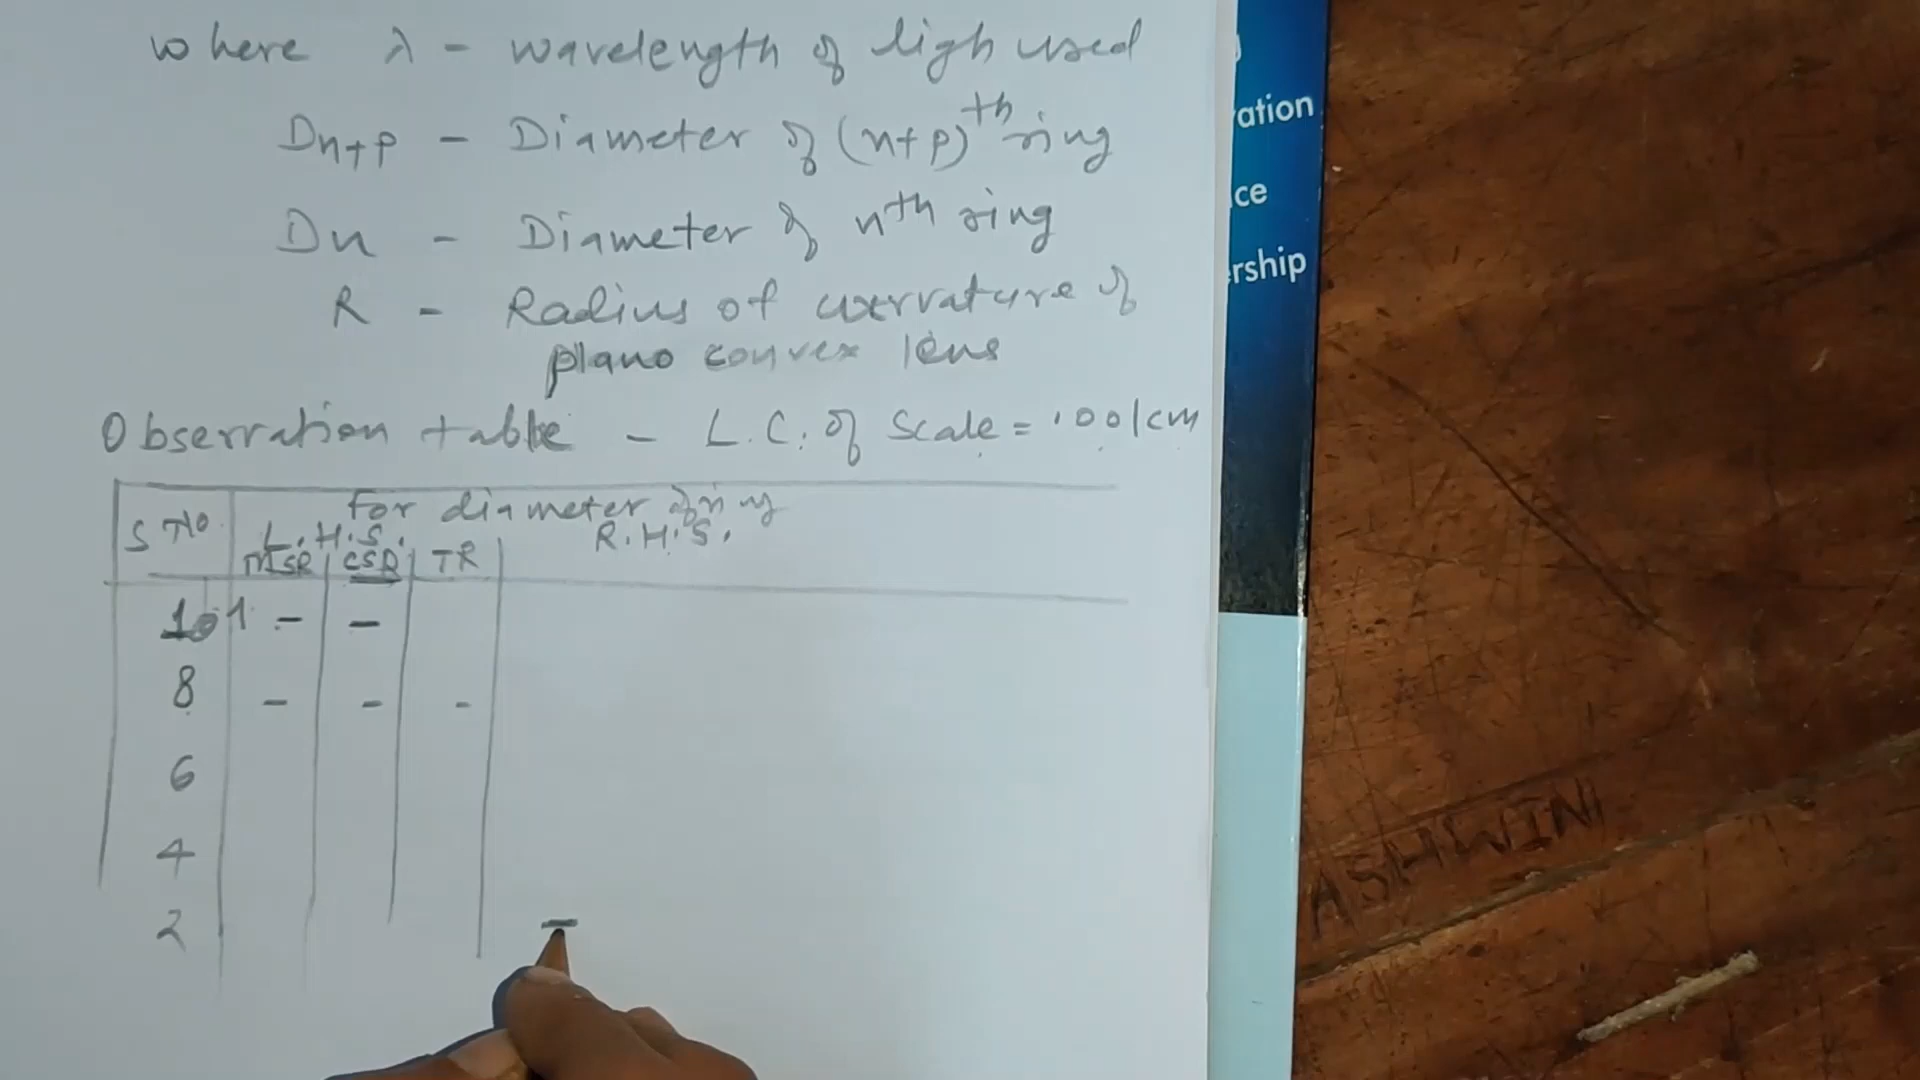 where λ - wavelength of ligh used
Dn+p - Diameter of (n+p)th ring
Dn - Diameter of nth ring
R - Radius of curvature of
plano convex lens
Observation table - L.C. of Scale = .001cm
S No For diameter of ring
L.H.S. R.H.S.
MSR CSR TR
10th - -
8 - - -
6
4
2 -
ation
ce
rship
ASHWINI